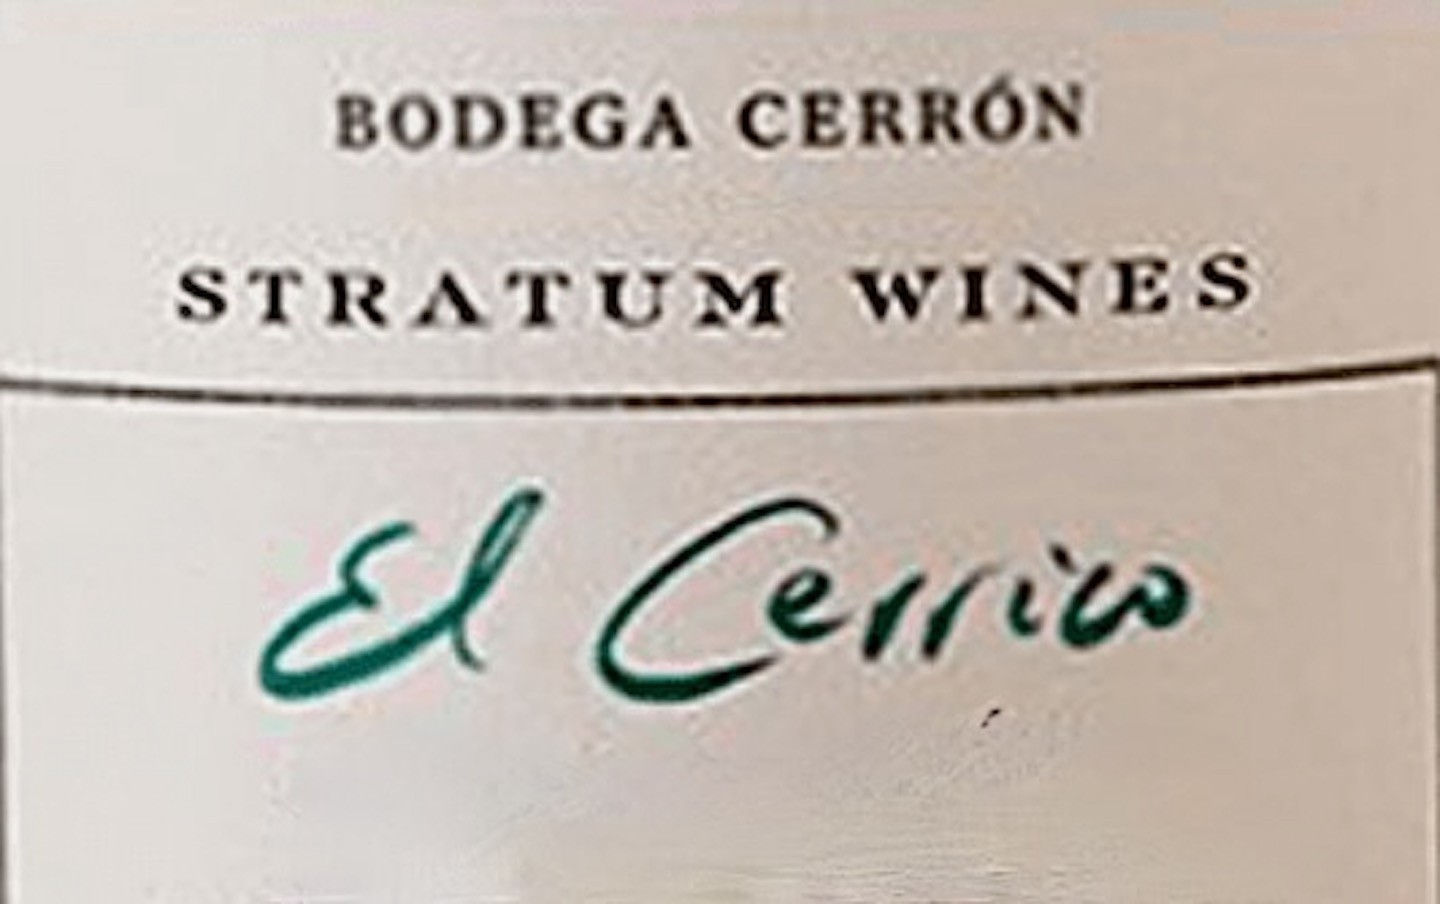 BODEGA CERRÓN
STRATUM WINES
El Cerrico